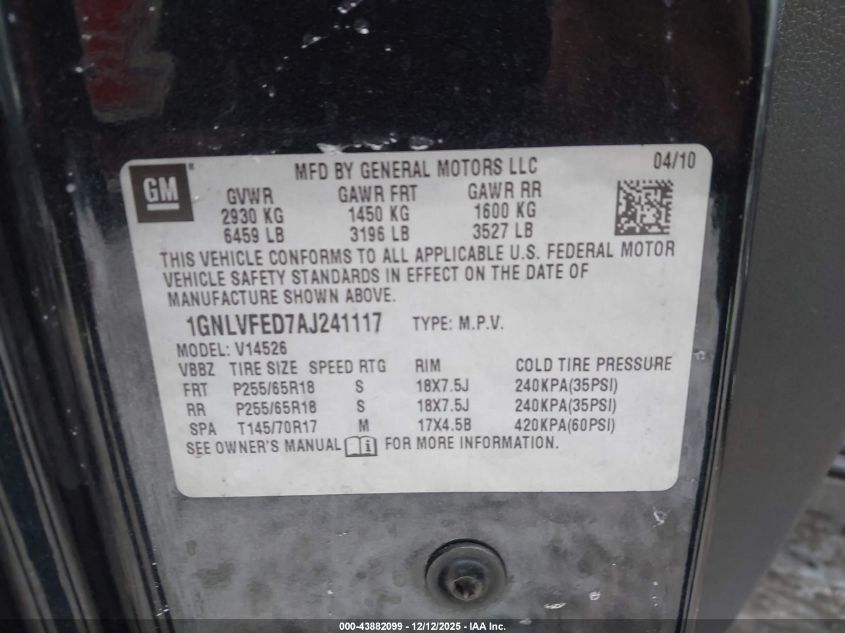 GM
MFD BY GENERAL MOTORS LLC 04/10
GVWR GAWR FRT GAWR RR
2930 KG 1450 KG 1600 KG
6459 LB 3196 LB 3527 LB
THIS VEHICLE CONFORMS TO ALL APPLICABLE U.S. FEDERAL MOTOR
VEHICLE SAFETY STANDARDS IN EFFECT ON THE DATE OF
MANUFACTURE SHOWN ABOVE.
1GNLVFED7AJ241117 TYPE: M.P.V.
MODEL: V14526
VBBZ TIRE SIZE SPEED RTG RIM COLD TIRE PRESSURE
FRT P255/65R18 S 18X7.5J 240KPA(35PSI)
RR P255/65R18 S 18X7.5J 240KPA(35PSI)
SPA T145/70R17 M 17X4.5B 420KPA(60PSI)
SEE OWNER'S MANUAL i FOR MORE INFORMATION.
000-43882099 - 12/12/2025 - IAA Inc.